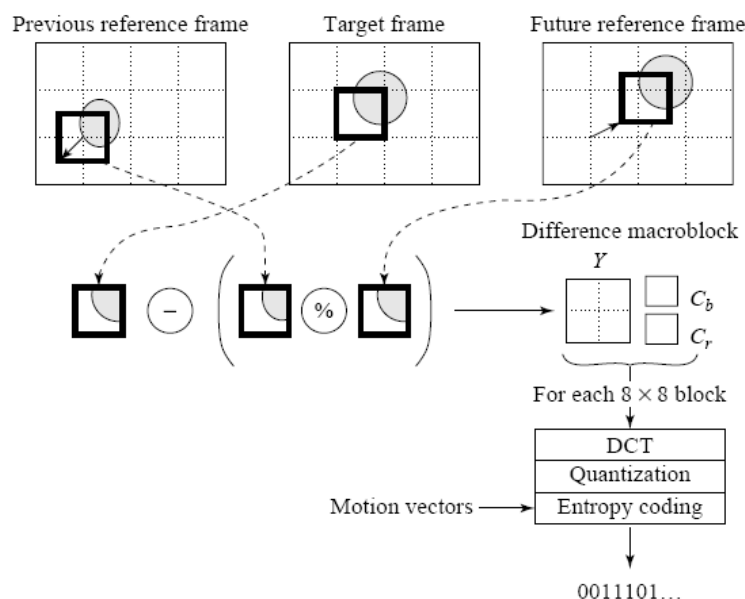 Previous reference frame
Target frame
Future reference frame
Difference macroblock
Y
−
%
C_b
C_r
For each 8 × 8 block
DCT
Quantization
Motion vectors
Entropy coding
0011101…